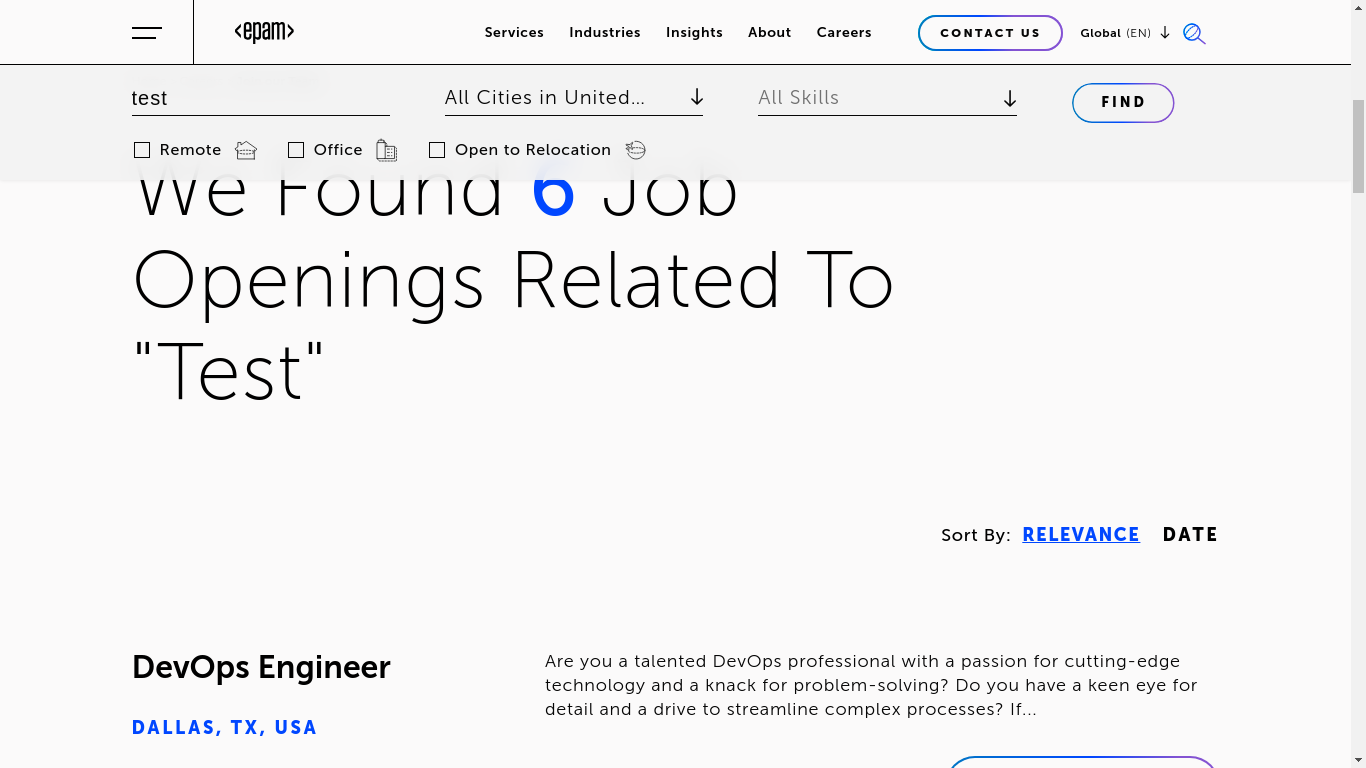 <epam>
Services Industries Insights About Careers CONTACT US Global (EN)
test All Cities in United... All Skills FIND
Remote Office Open to Relocation
We Found 6 Job
Openings Related To
"Test"
Sort By: RELEVANCE DATE
DevOps Engineer
DALLAS, TX, USA
Are you a talented DevOps professional with a passion for cutting-edge
technology and a knack for problem-solving? Do you have a keen eye for
detail and a drive to streamline complex processes? If...